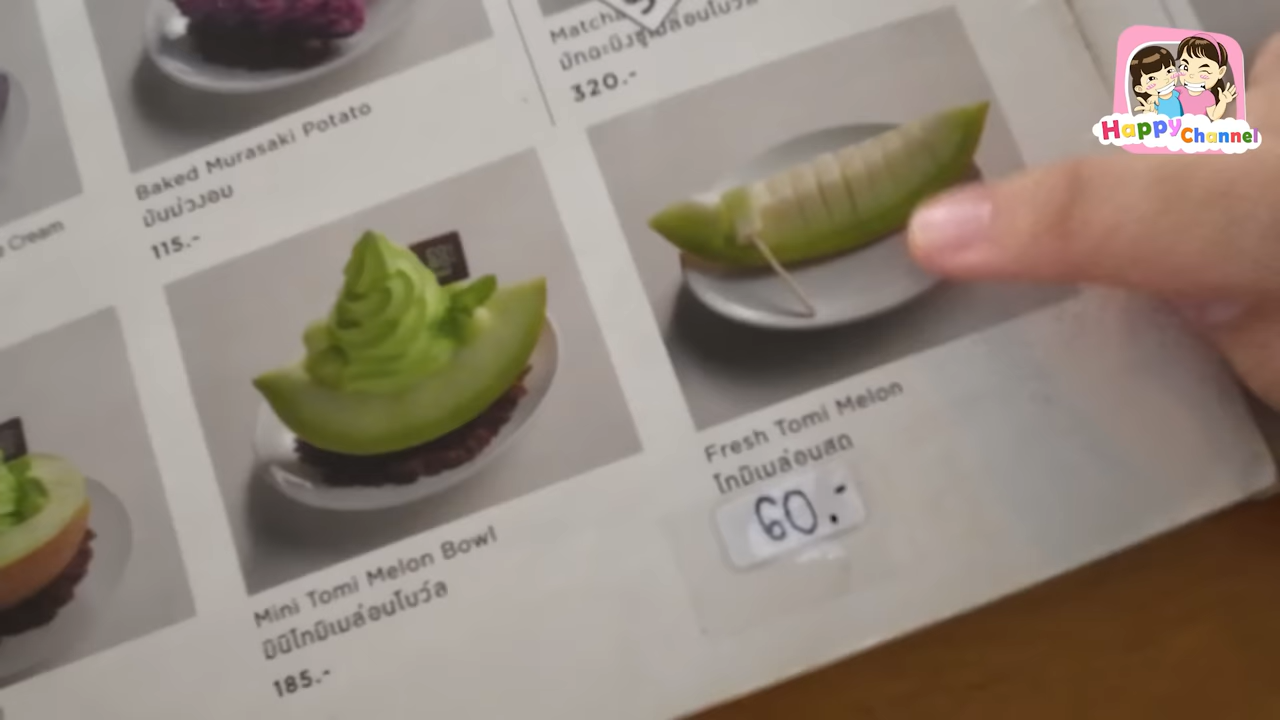 Matcha
320.-
Happy Channel
Baked Murasaki Potato
มันม่วงอบ
115.-
Cream
Fresh Tomi Melon
โทมิเมล่อนสด
60.-
Mini Tomi Melon Bowl
มินิโทมิเมล่อนโบว์ล
185.-